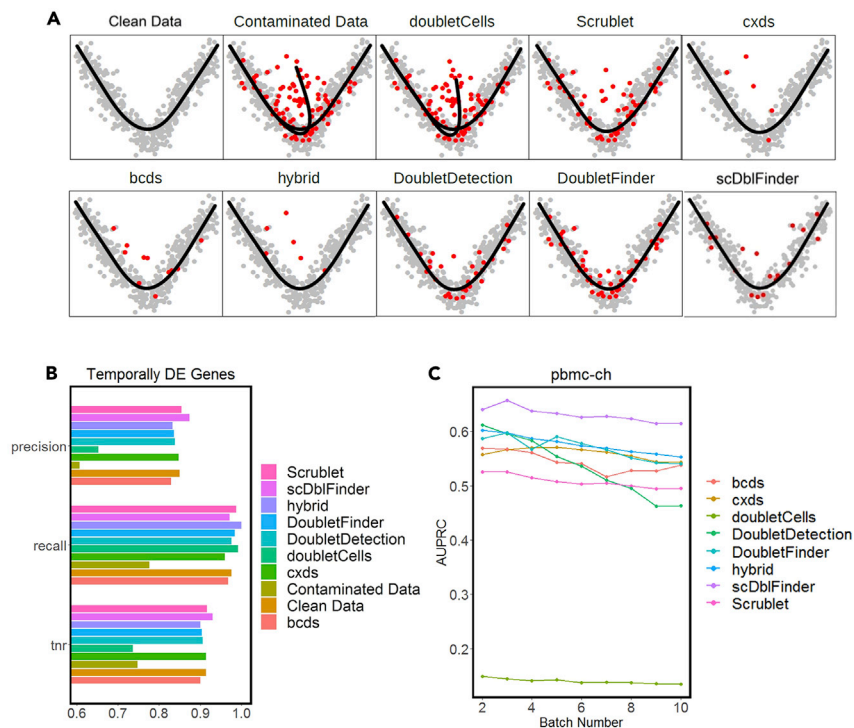 A
Clean Data
Contaminated Data
doubletCells
Scrublet
cxds
bcds
hybrid
DoubletDetection
DoubletFinder
scDblFinder
B
Temporally DE Genes
precision
recall
tnr
0.6 0.7 0.8 0.9 1.0
Scrublet
scDblFinder
hybrid
DoubletFinder
DoubletDetection
doubletCells
cxds
Contaminated Data
Clean Data
bcds
C
pbmc-ch
AUPRC
0.6
0.5
0.4
0.3
0.2
2 4 6 8 10
Batch Number
bcds
cxds
doubletCells
DoubletDetection
DoubletFinder
hybrid
scDblFinder
Scrublet